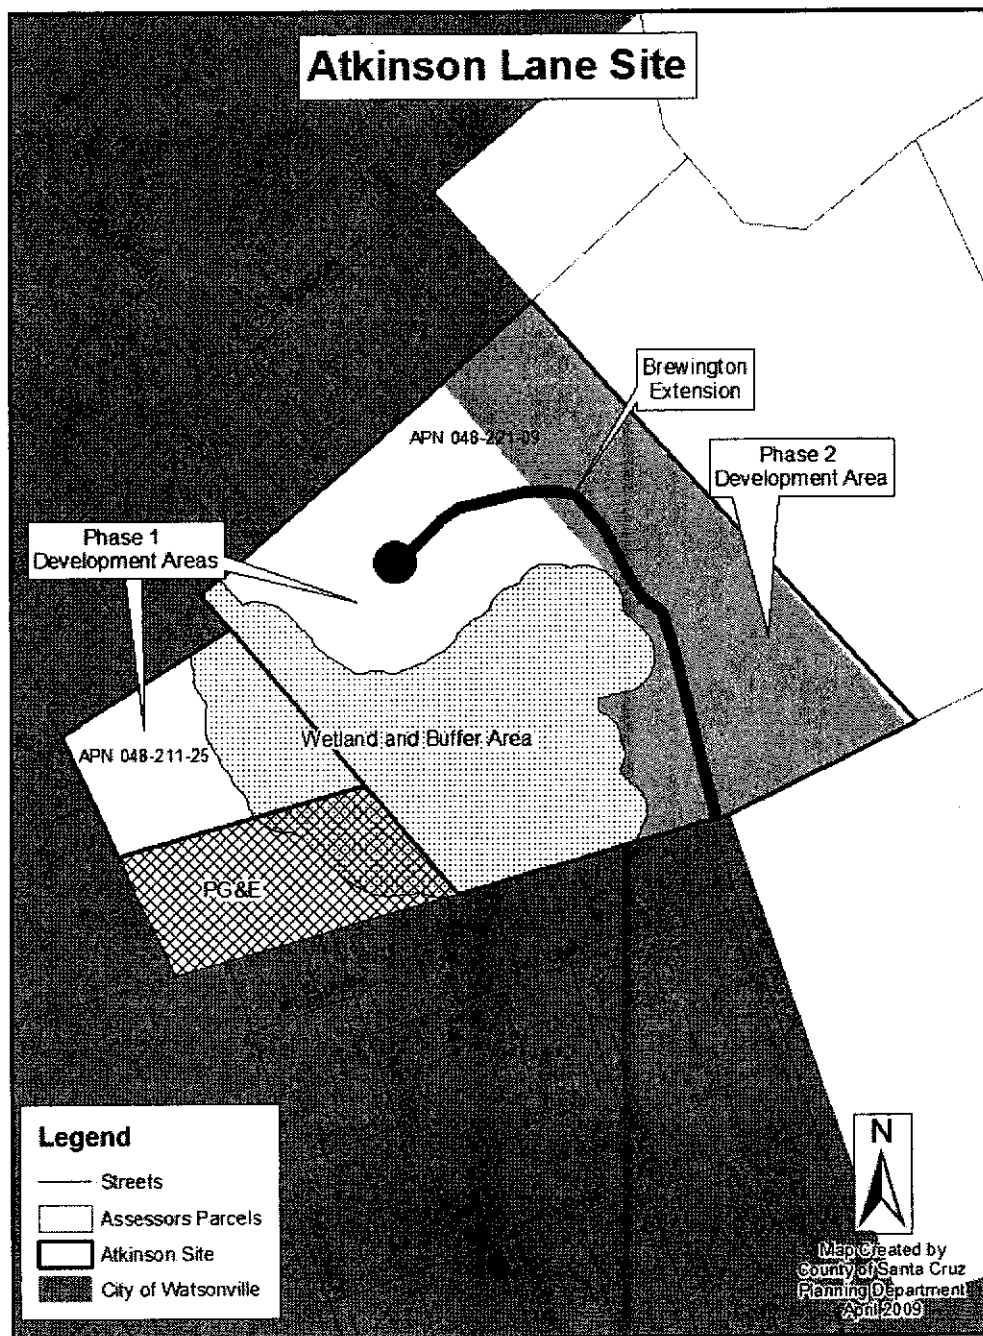 Atkinson Lane Site
Brewington
Extension
APN 048-221-09
Phase 2
Development Area
Phase 1
Development Areas
Wetland and Buffer Area
APN 048-211-25
PG&E
Legend
Streets
Assessors Parcels
Atkinson Site
City of Watsonville
N
Map Created by
County of Santa Cruz
Planning Department
April 2009